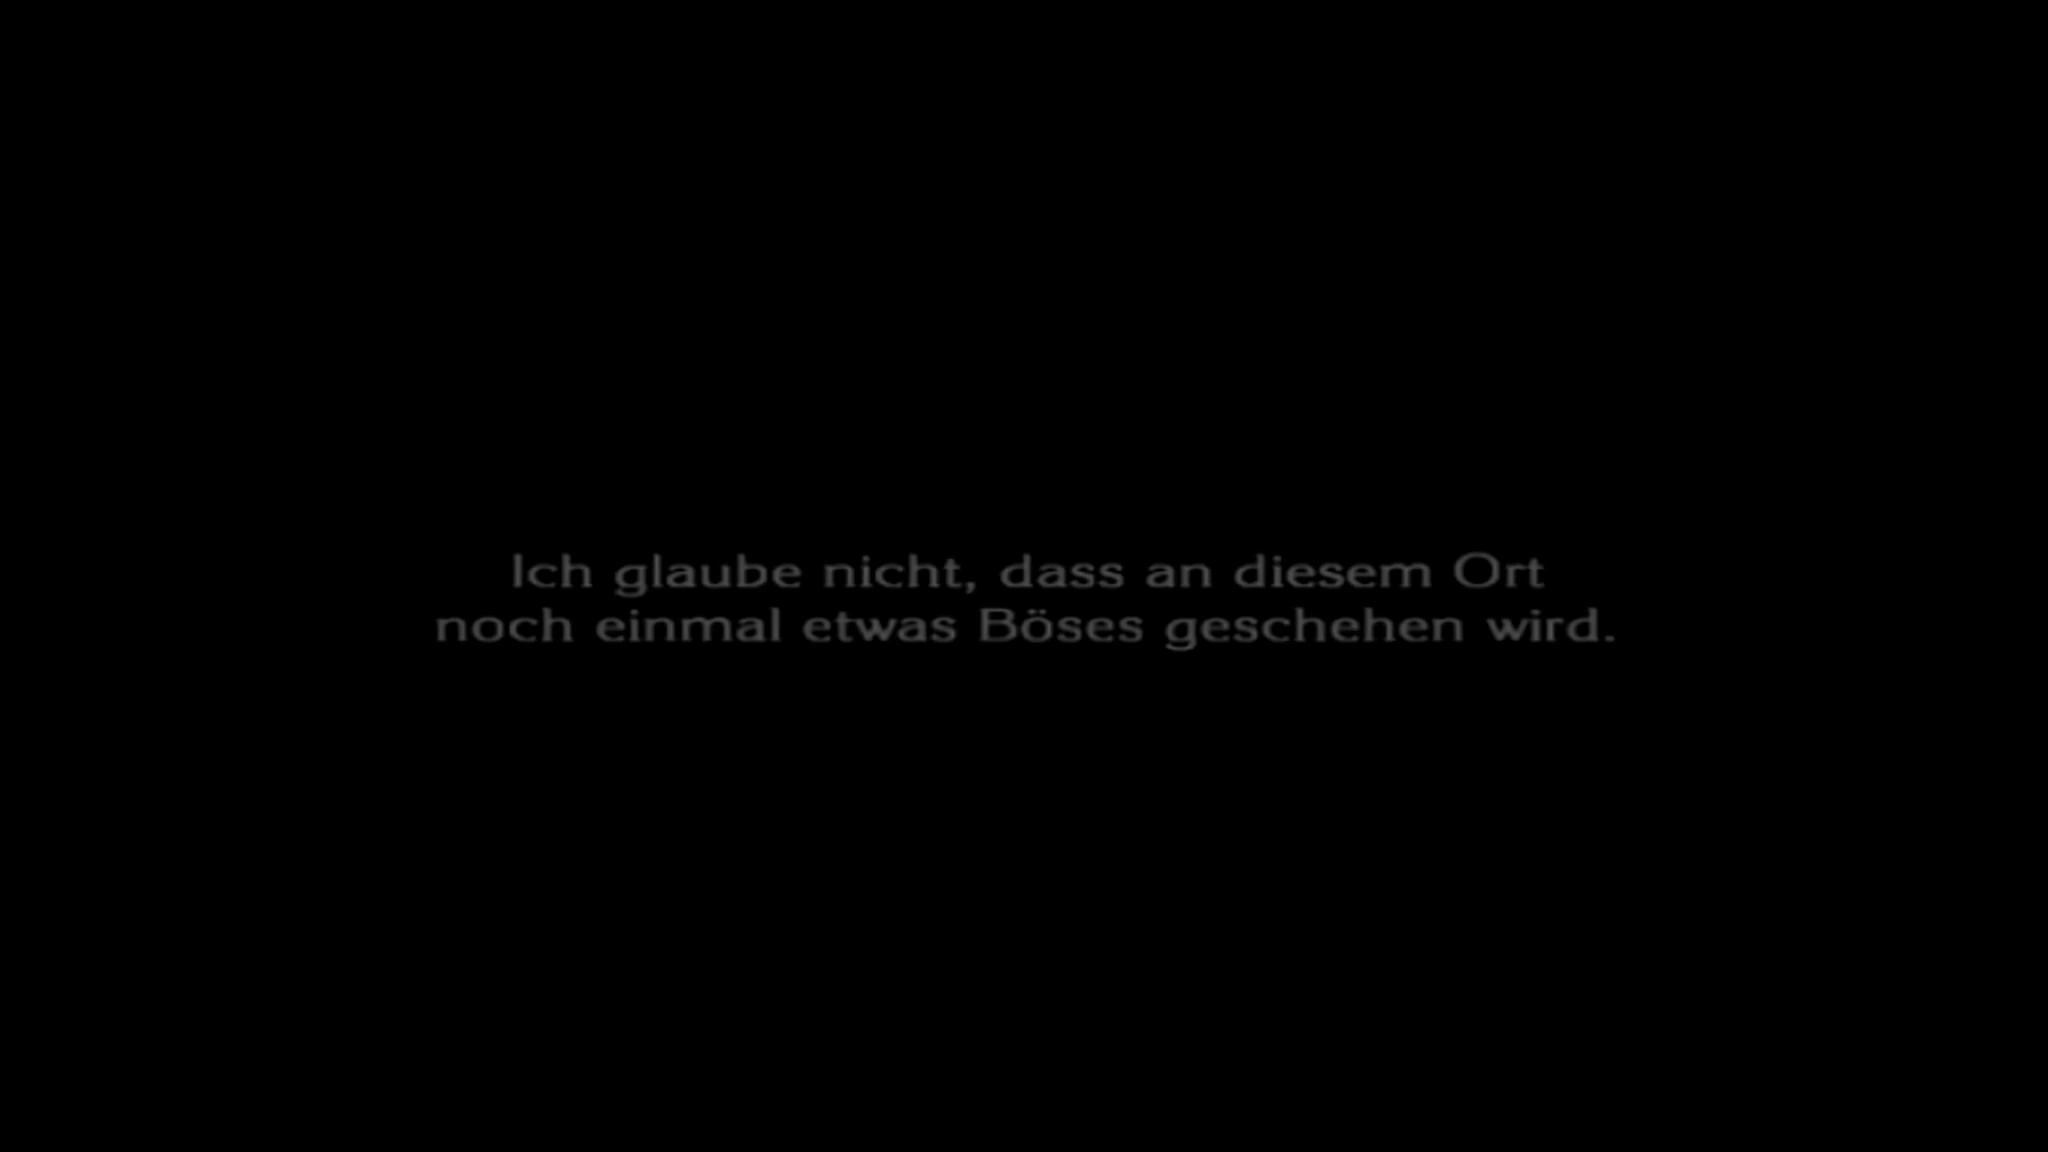 Ich glaube nicht, dass an diesem Ort
noch einmal etwas Böses geschehen wird.